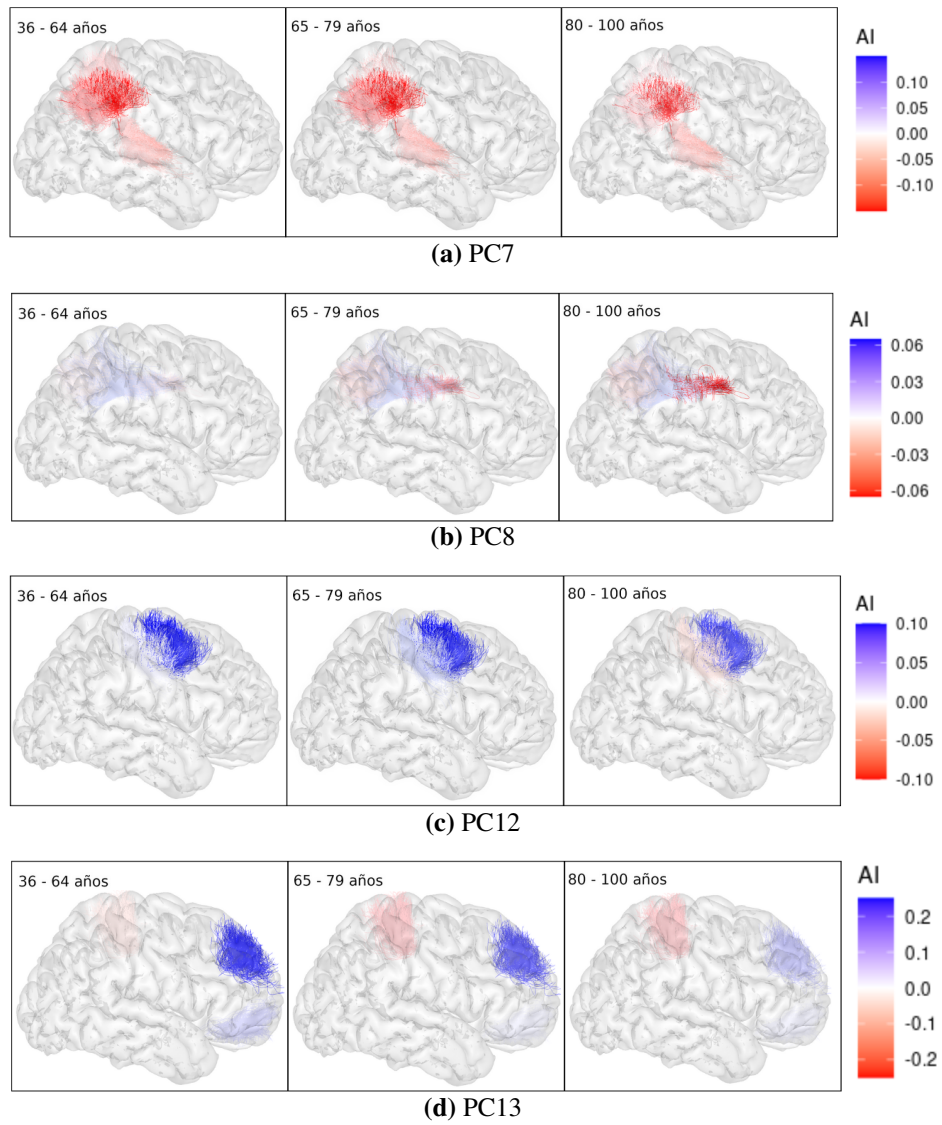 36 - 64 años
65 - 79 años
80 - 100 años
AI
0.10
0.05
0.00
-0.05
-0.10
(a) PC7
36 - 64 años
65 - 79 años
80 - 100 años
AI
0.06
0.03
0.00
-0.03
-0.06
(b) PC8
36 - 64 años
65 - 79 años
80 - 100 años
AI
0.10
0.05
0.00
-0.05
-0.10
(c) PC12
36 - 64 años
65 - 79 años
80 - 100 años
AI
0.2
0.1
0.0
-0.1
-0.2
(d) PC13